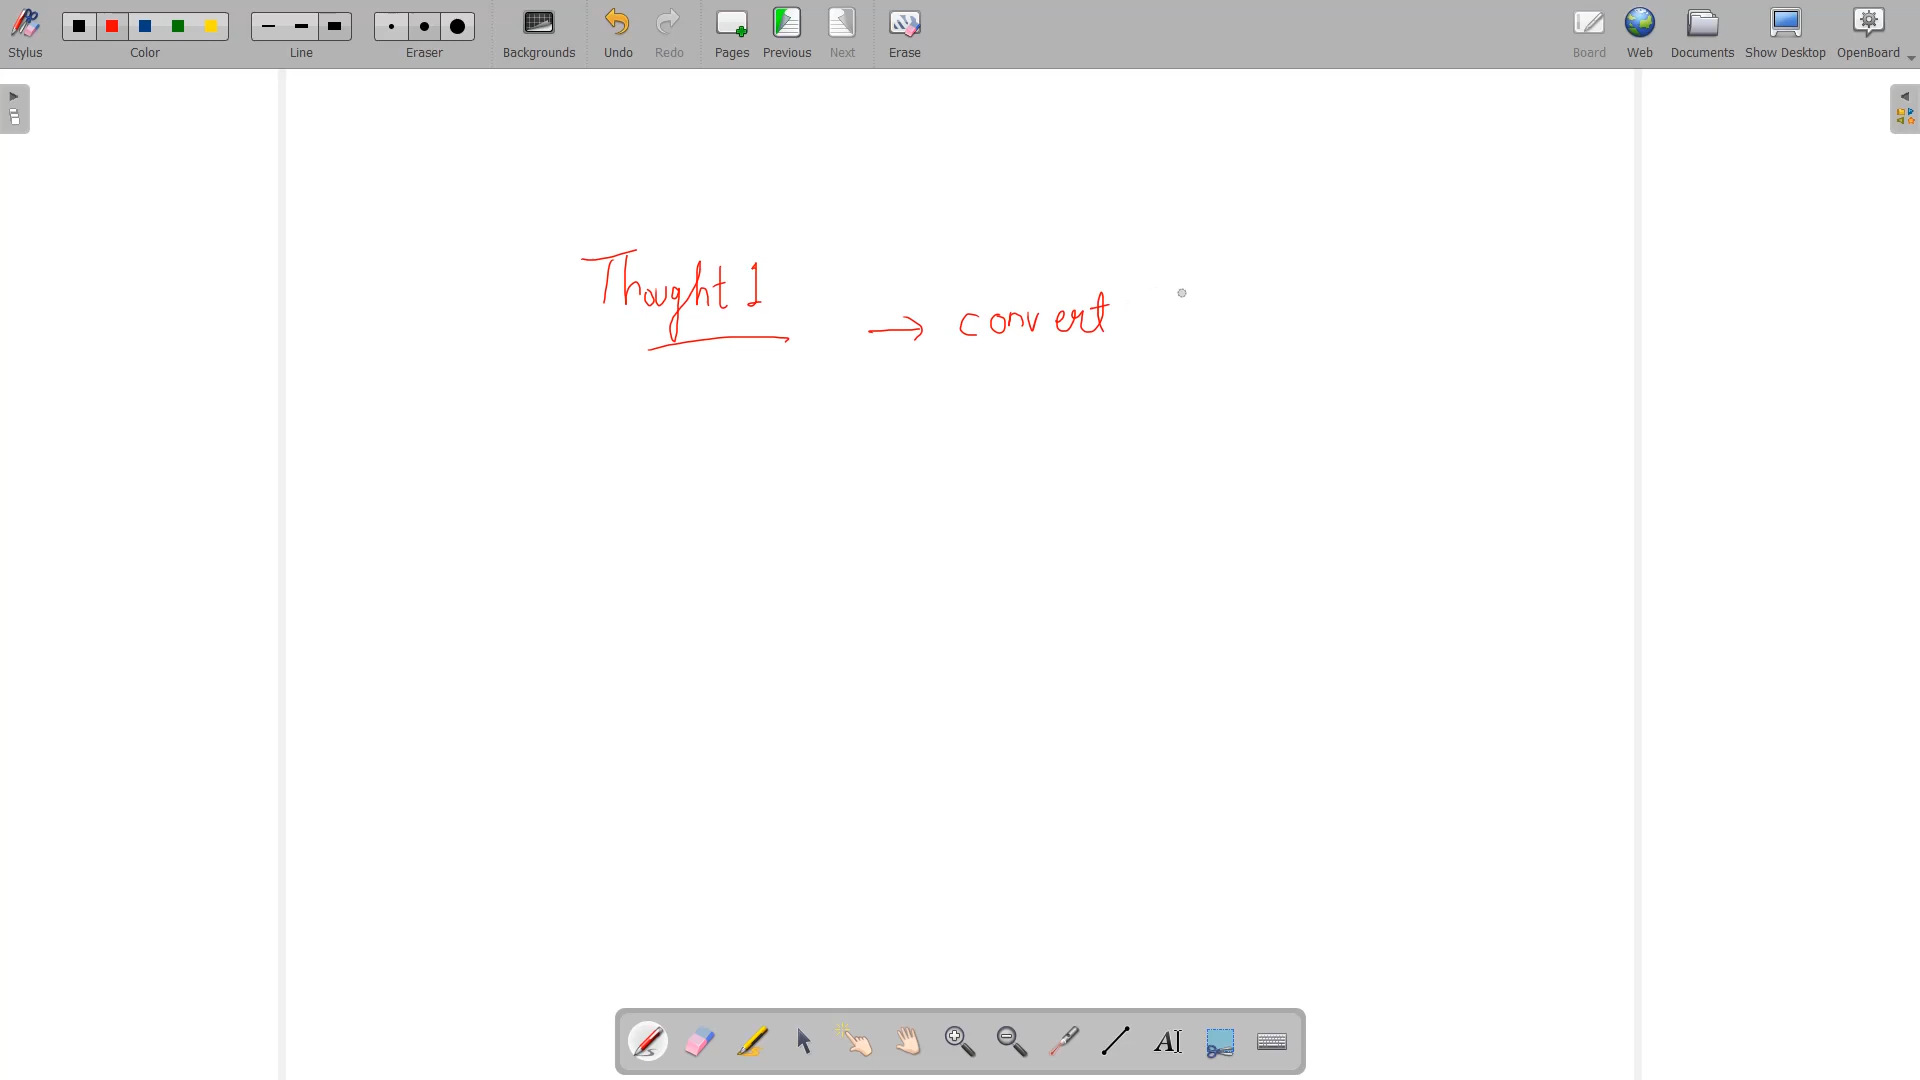 Stylus Color Line Eraser Backgrounds Undo Redo Pages Previous Next Erase Board Web Documents Show Desktop OpenBoard
Thought 1
→ convert
AI